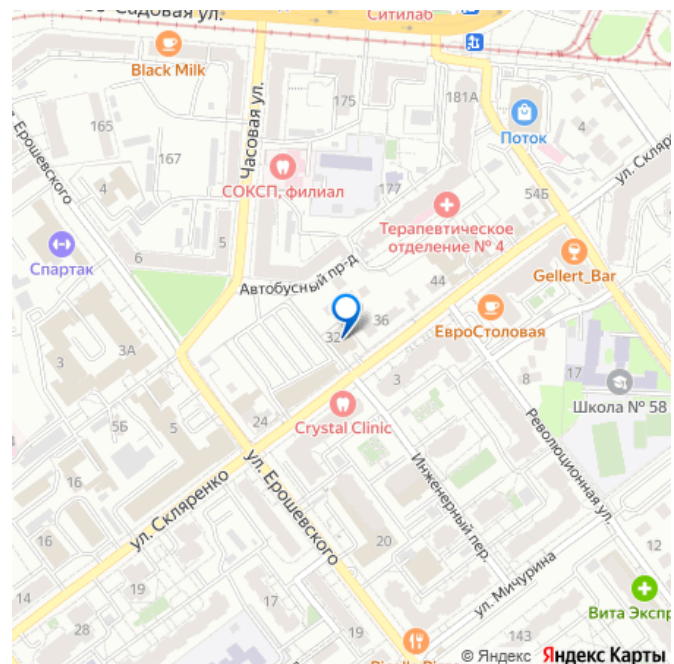 Садовая ул.
Ситилаб
Black Milk
Часовая ул.
175
181А
165
167
Поток
4
ул. Ерошевского
СОКСП, филиал
177
ул. Скляренко
4
54Б
Терапевтическое
отделение № 4
6
5
Спартак
Gellert_Bar
Автобусный пр-д
44
32
36
ЕвроСтоловая
3А
3
8
17
Школа № 58
24
Crystal Clinic
5Б
5
Революционная ул.
16
ул. Скляренко
ул. Ерошевского
Инженерный пер.
16
20
12
19
ул. Мичурина
14
17
19
Вита Экспр
28
143
© Яндекс Яндекс Карты